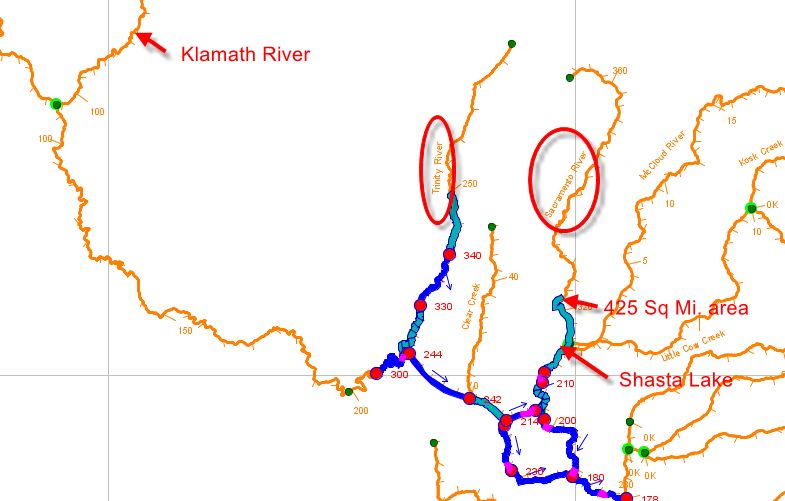 360
Klamath River
100
15
100
Trinity River
Sacramento River
McCloud River
Kosk Creek
250
10
0K
10
340
5
40
330
Clear Creek
425 Sq Mi. area
150
244
Little Cow Creek
300
Shasta Lake
210
200
0
242
214
200
0K
0K
230
180
0K
0K
178